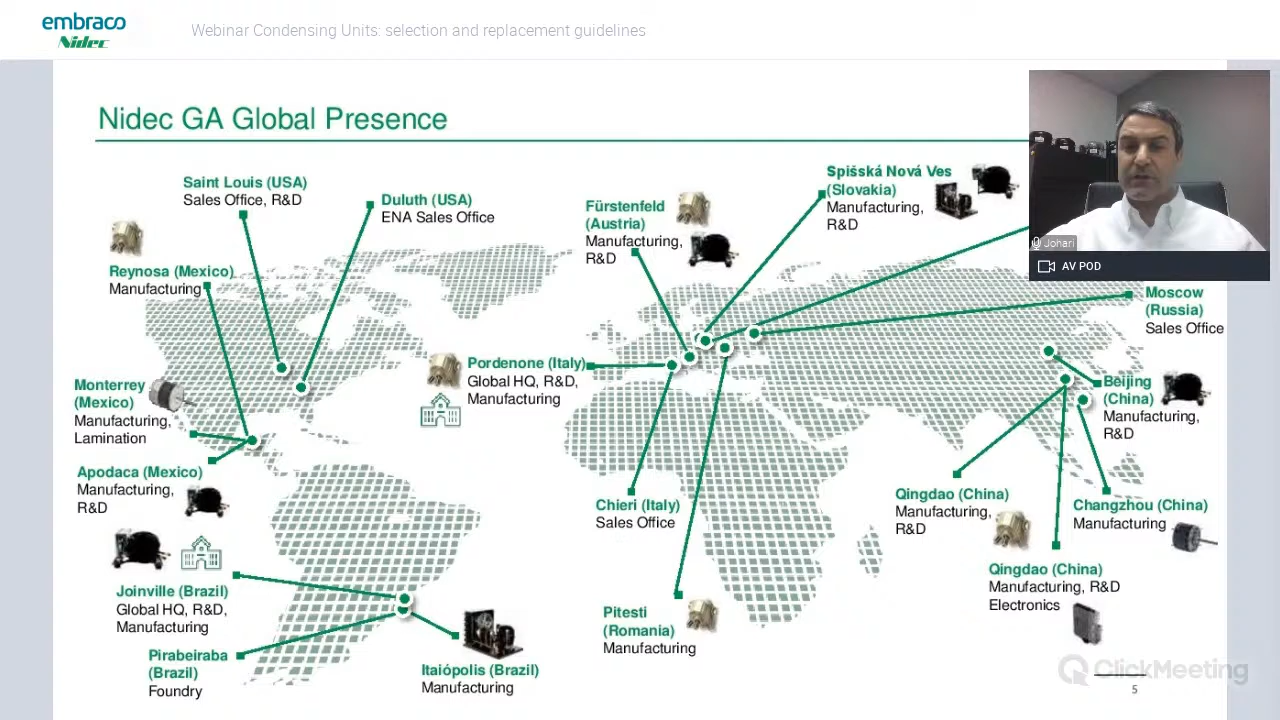 embraco
Nidec
Webinar Condensing Units: selection and replacement guidelines
Nidec GA Global Presence
Saint Louis (USA)
Sales Office, R&D
Duluth (USA)
ENA Sales Office
Reynosa (Mexico)
Manufacturing
Fürstenfeld
(Austria)
Manufacturing,
R&D
Spišská Nová Ves
(Slovakia)
Manufacturing,
R&D
Johari
AV POD
Moscow
(Russia)
Sales Office
Monterrey
(Mexico)
Manufacturing,
Lamination
Pordenone (Italy)
Global HQ, R&D,
Manufacturing
Beijing
(China)
Manufacturing,
R&D
Apodaca (Mexico)
Manufacturing,
R&D
Chieri (Italy)
Sales Office
Qingdao (China)
Manufacturing,
R&D
Changzhou (China)
Manufacturing
Qingdao (China)
Manufacturing, R&D
Electronics
Joinville (Brazil)
Global HQ, R&D,
Manufacturing
Pirabeiraba
(Brazil)
Foundry
Itaiópolis (Brazil)
Manufacturing
Pitesti
(Romania)
Manufacturing
ClickMeeting
5